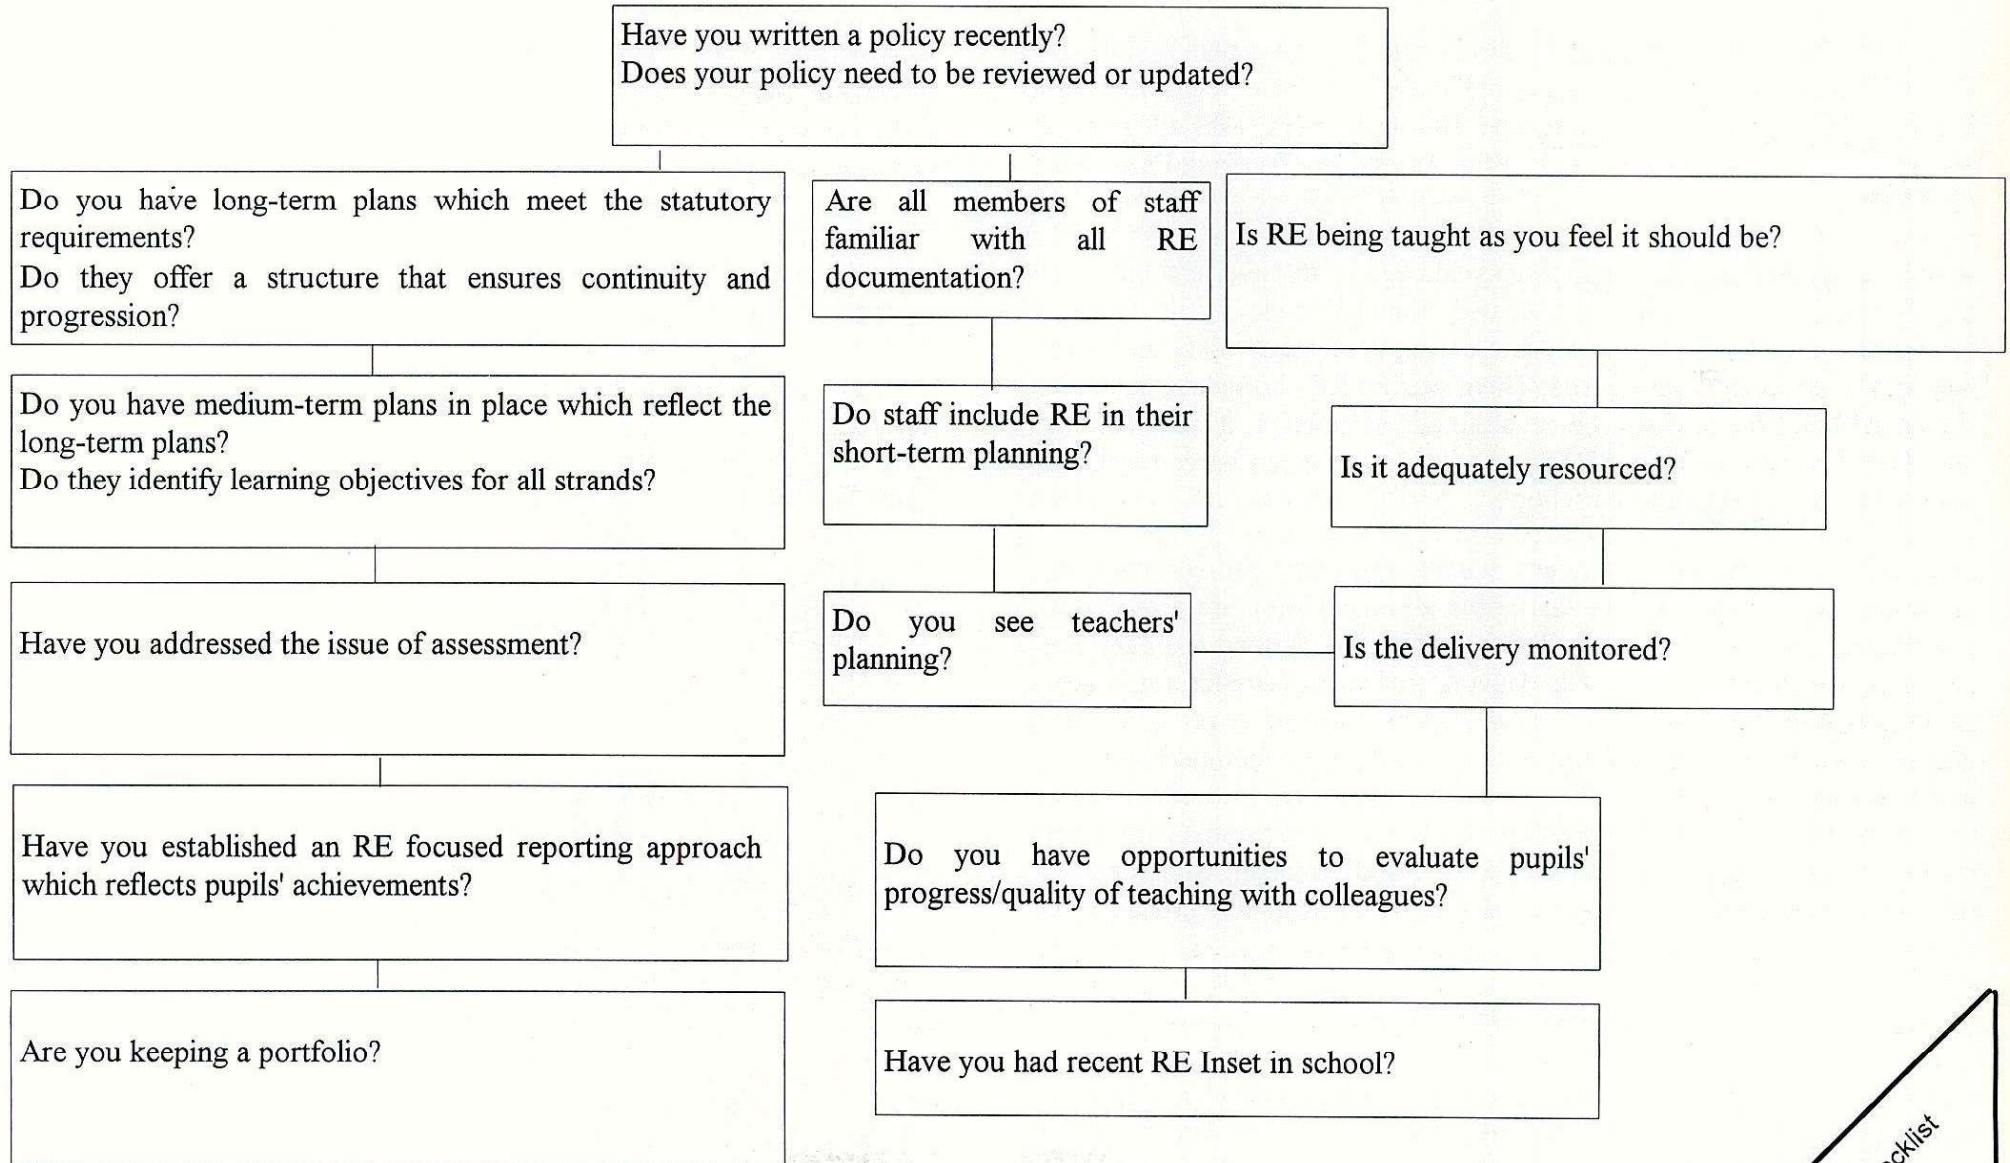 Have you written a policy recently?
Does your policy need to be reviewed or updated?
Do you have long-term plans which meet the statutory
requirements?
Do they offer a structure that ensures continuity and
progression?
Are all members of staff
familiar with all RE
documentation?
Is RE being taught as you feel it should be?
Do you have medium-term plans in place which reflect the
long-term plans?
Do they identify learning objectives for all strands?
Do staff include RE in their
short-term planning?
Is it adequately resourced?
Have you addressed the issue of assessment?
Do you see teachers'
planning?
Is the delivery monitored?
Have you established an RE focused reporting approach
which reflects pupils' achievements?
Do you have opportunities to evaluate pupils'
progress/quality of teaching with colleagues?
Are you keeping a portfolio?
Have you had recent RE Inset in school?